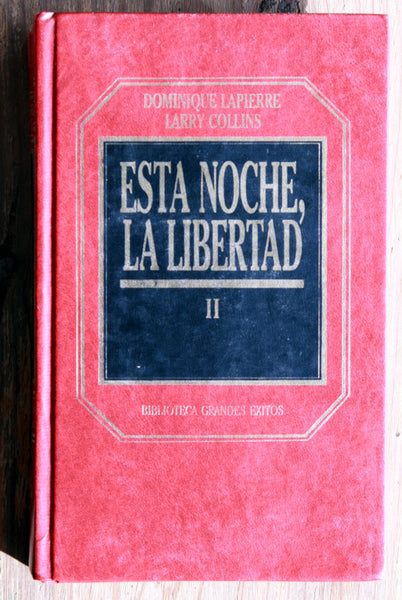 DOMINIQUE LAPIERRE
LARRY COLLINS
ESTA NOCHE,
LA LIBERTAD
II
BIBLIOTECA GRANDES EXITOS